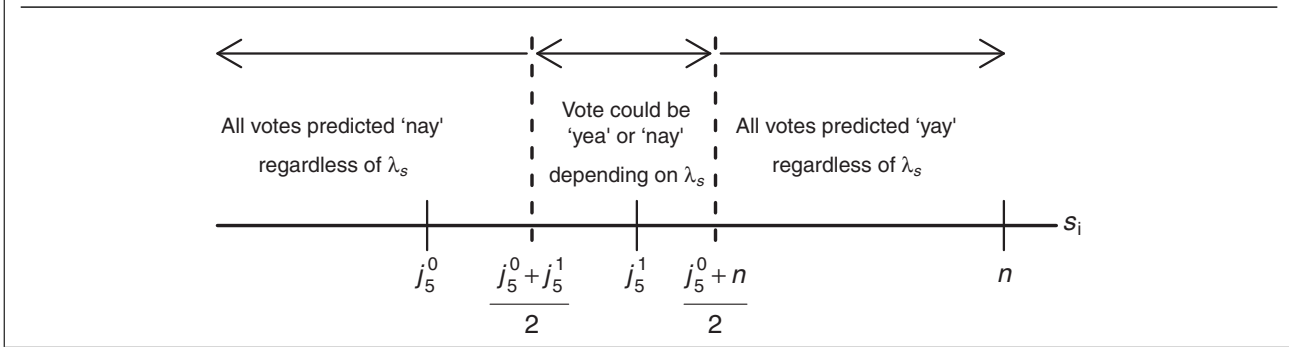 All votes predicted ‘nay’
regardless of λₛ
Vote could be
‘yea’ or ‘nay’
depending on λₛ
All votes predicted ‘yay’
regardless of λₛ
sᵢ
j₅⁰
j₅⁰ + j₅¹
2
j₅¹
j₅⁰ + n
2
n